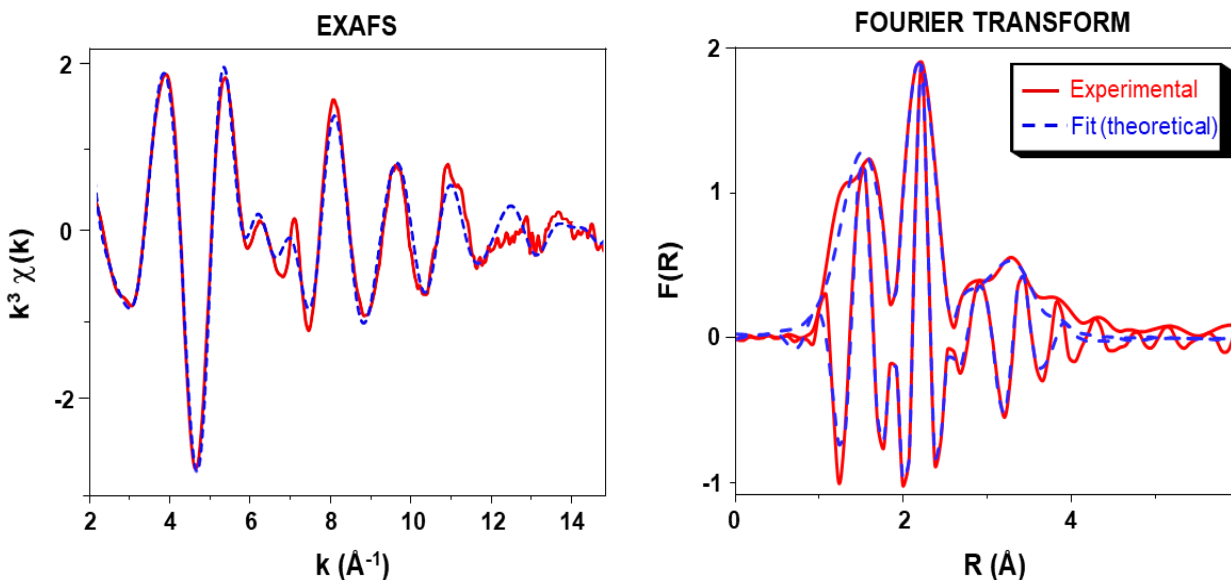 EXAFS
2
0
-2
k³ χ(k)
2 4 6 8 10 12 14
k (Å⁻¹)
FOURIER TRANSFORM
Experimental
Fit (theoretical)
2
1
0
-1
F(R)
0 2 4
R (Å)